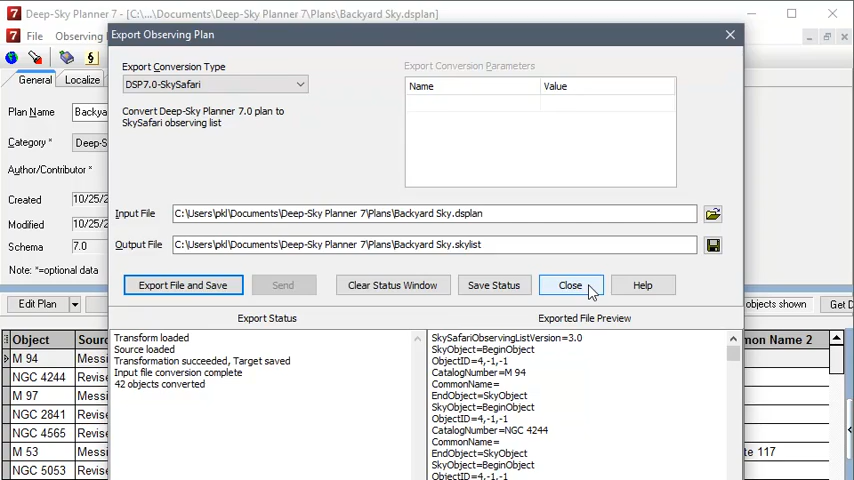 7 Deep-Sky Planner 7 - [C:\...\Documents\Deep-Sky Planner 7\Plans\Backyard Sky.dsplan]
7 File Observing
Export Observing Plan
General Localize
Plan Name Backya
Category * Deep-S
Author/Contributor *
Created 10/25/2
Modified 10/25/2
Schema 7.0
Note: *=optional data
Export Conversion Type
DSP7.0-SkySafari
Convert Deep-Sky Planner 7.0 plan to
SkySafari observing list
Export Conversion Parameters
Name Value
Input File C:\Users\pkl\Documents\Deep-Sky Planner 7\Plans\Backyard Sky.dsplan
Output File C:\Users\pkl\Documents\Deep-Sky Planner 7\Plans\Backyard Sky.skylist
Export File and Save Send Clear Status Window Save Status Close Help
Edit Plan objects shown Get D
Export Status
Transform loaded
Source loaded
Transformation succeeded, Target saved
Input file conversion complete
42 objects converted
Exported File Preview
SkySafariObservingListVersion=3.0
SkyObject=BeginObject
ObjectID=4,-1,-1
CatalogNumber=M 94
CommonName=
EndObject=SkyObject
SkyObject=BeginObject
ObjectID=4,-1,-1
CatalogNumber=NGC 4244
CommonName=
EndObject=SkyObject
SkyObject=BeginObject
ObjectID=4,-1,-1
Object Sourc mon Name 2
M 94 Messi
NGC 4244 Revise
M 97 Messi
NGC 2841 Revise
NGC 4565 Revise
M 53 Messi te 117
NGC 5053 Revise